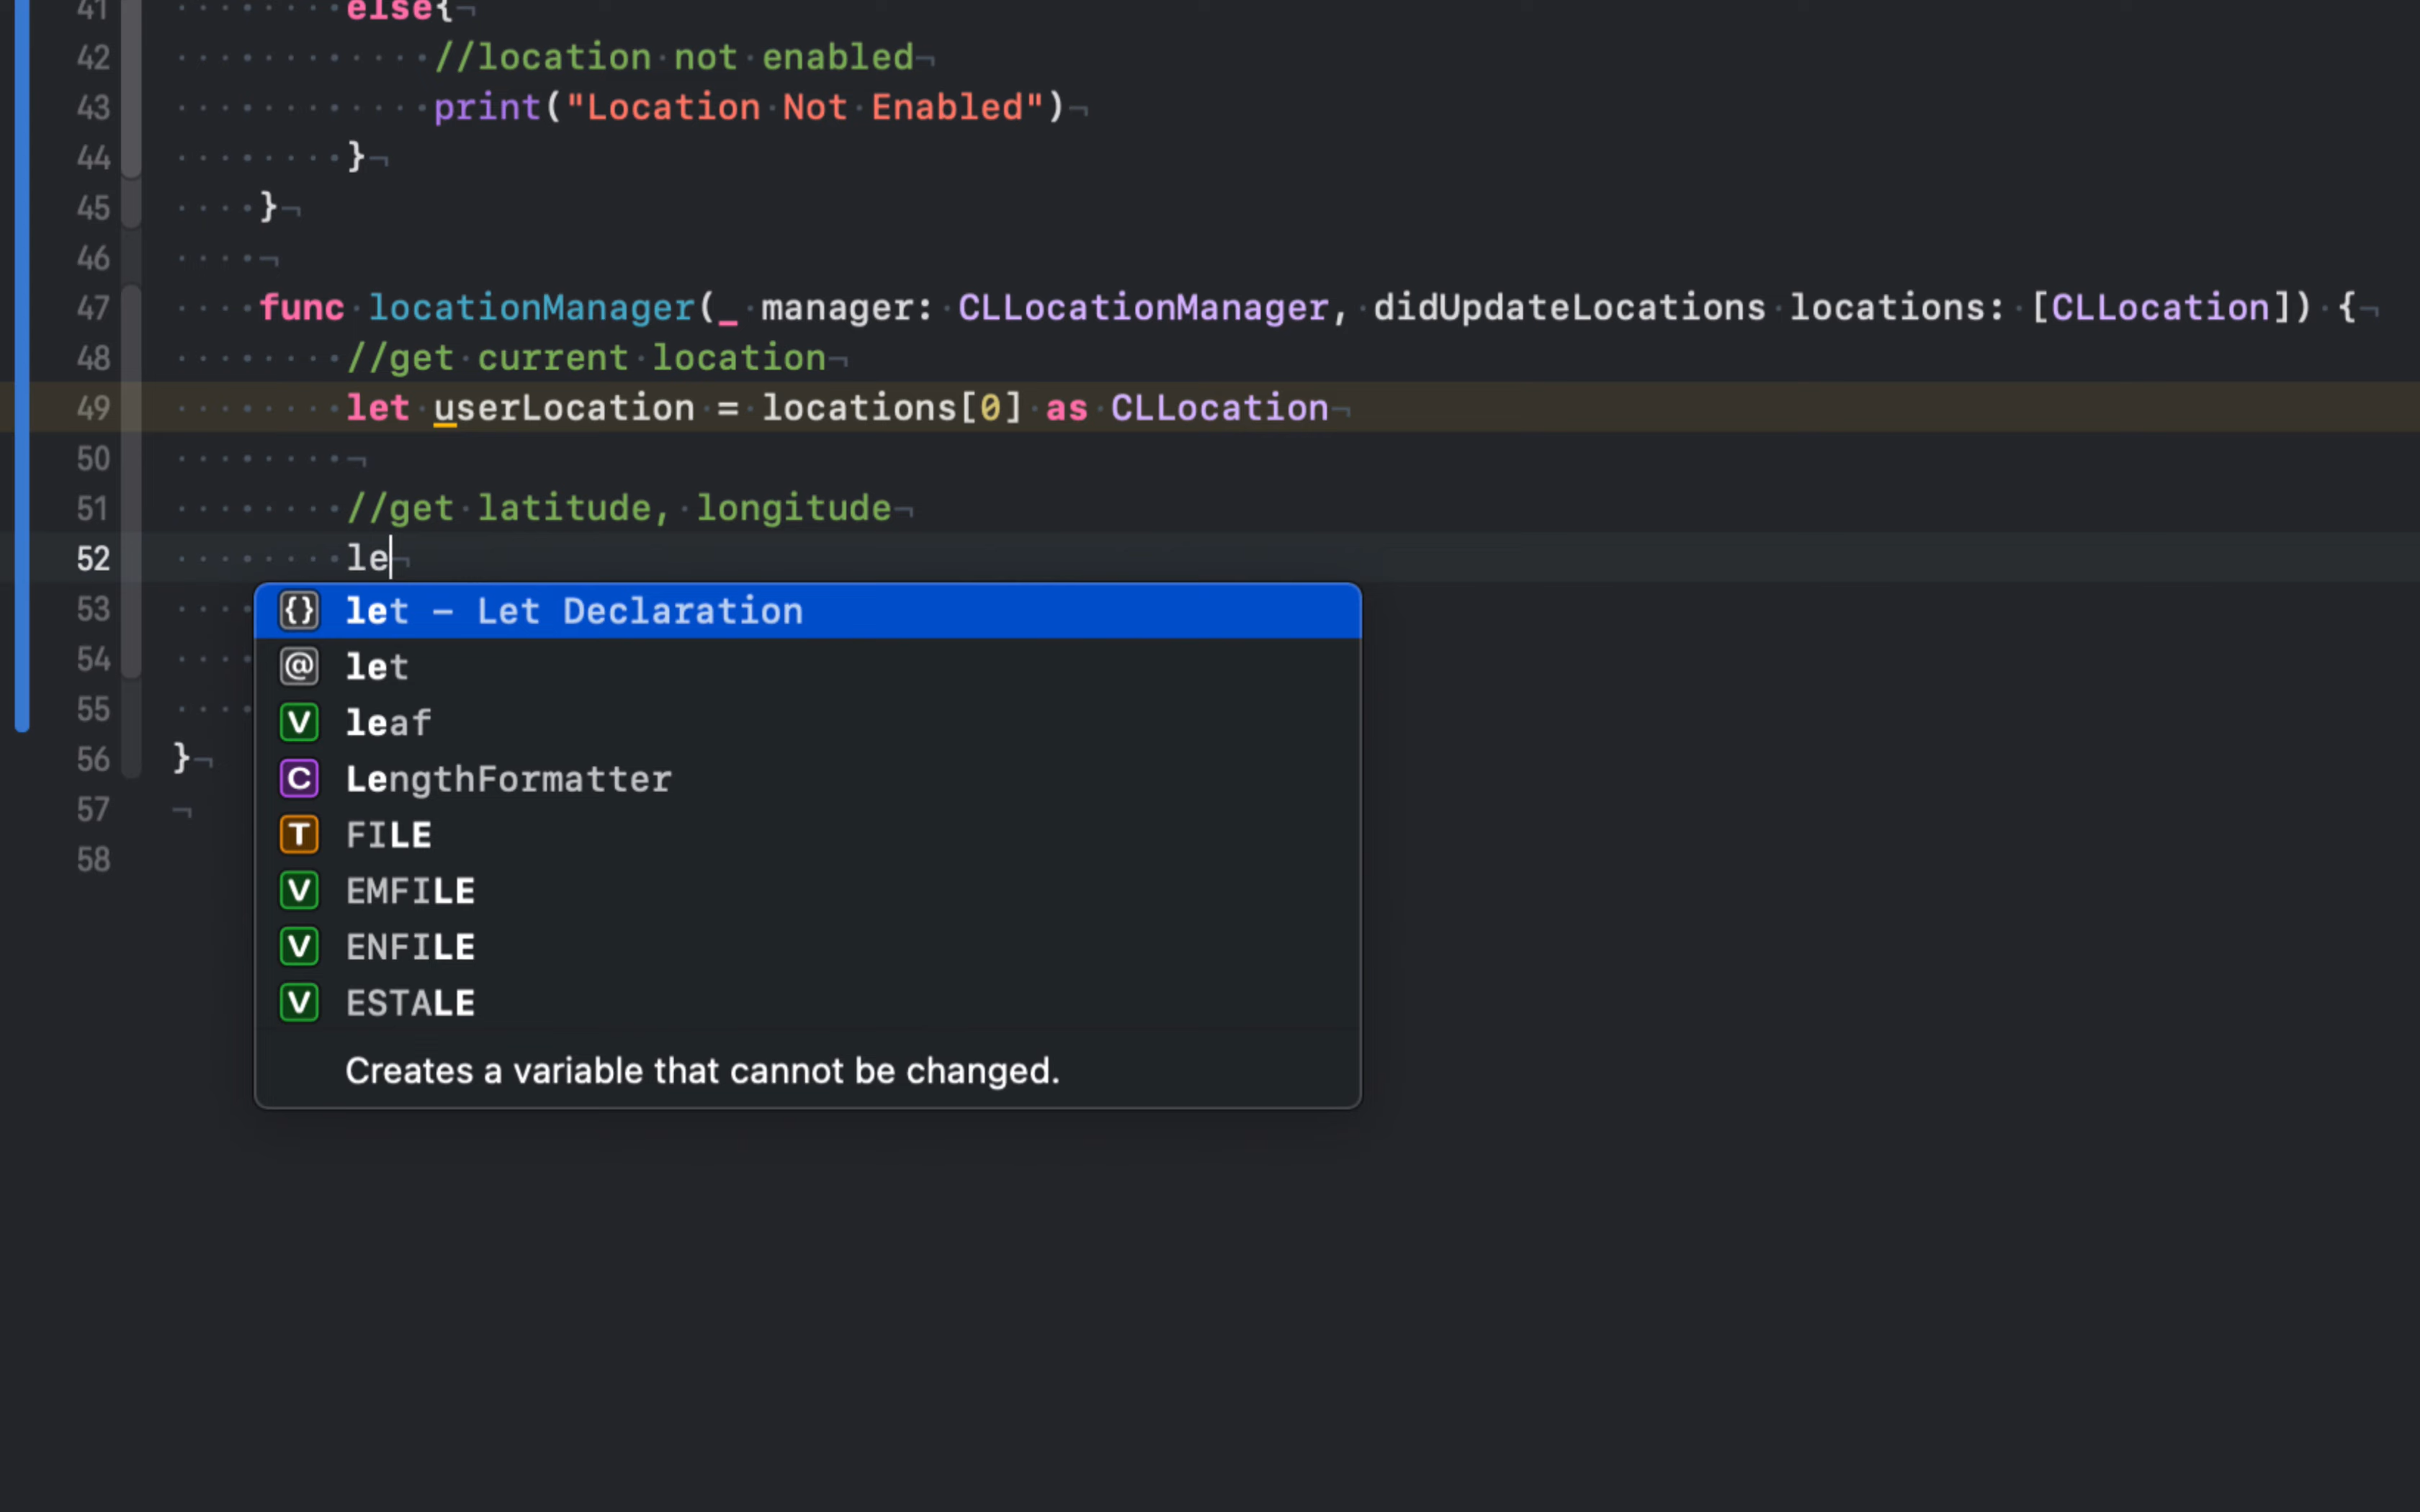 41 else{
42 //location not enabled
43 print("Location Not Enabled")
44 }
45 }
46
47 func locationManager(_ manager: CLLocationManager, didUpdateLocations locations: [CLLocation]) {
48 //get current location
49 let userLocation = locations[0] as CLLocation
50
51 //get latitude, longitude
52 le
53 {} let – Let Declaration
@ let
54
V leaf
55
C LengthFormatter
56 }
57
T FILE
58
V EMFILE
V ENFILE
V ESTALE
Creates a variable that cannot be changed.